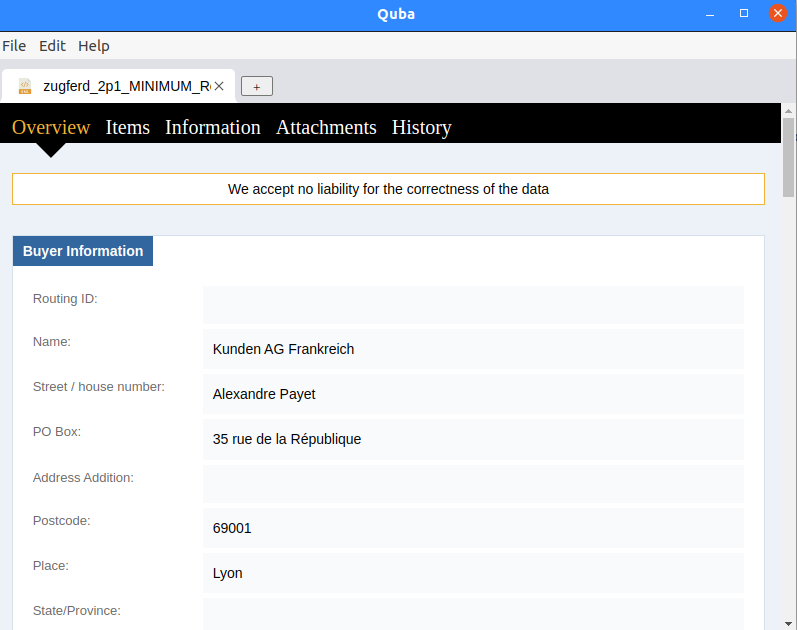 Quba
File Edit Help
zugferd_2p1_MINIMUM_R
+
Overview Items Information Attachments History
We accept no liability for the correctness of the data
Buyer Information
Routing ID:
Name: Kunden AG Frankreich
Street / house number: Alexandre Payet
PO Box: 35 rue de la République
Address Addition:
Postcode: 69001
Place: Lyon
State/Province: